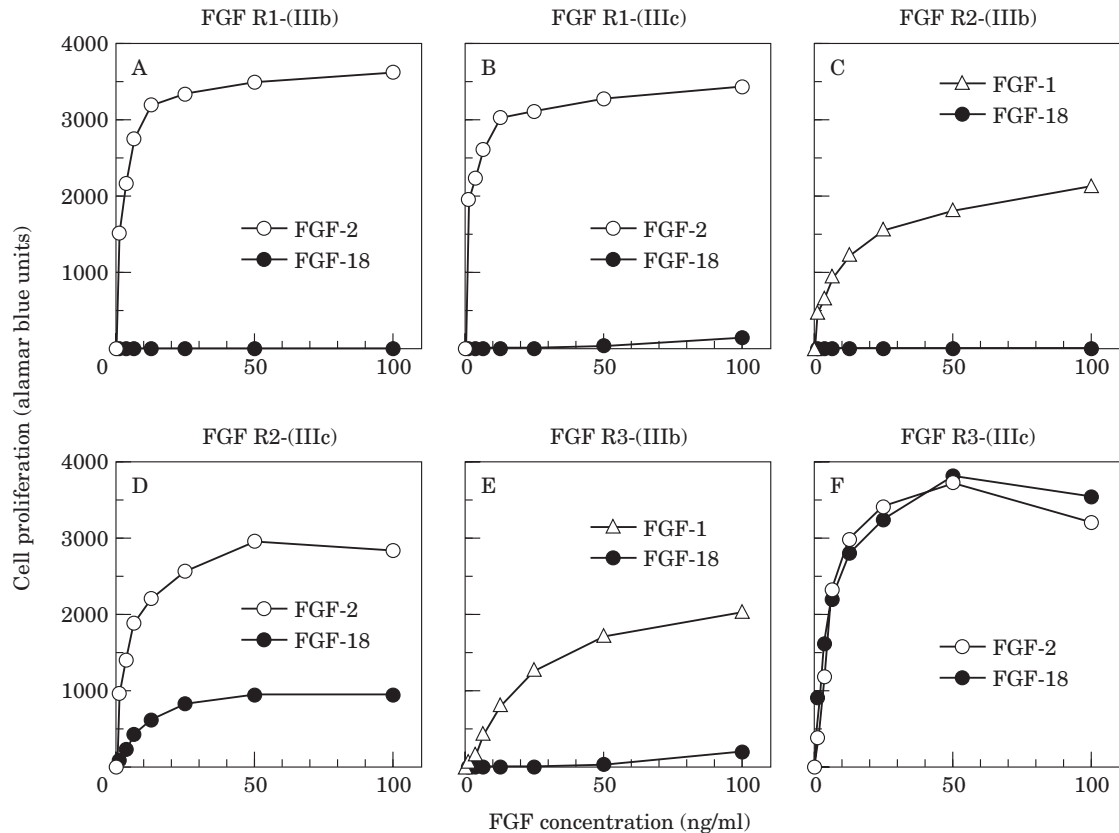 FGF R1-(IIIb)
FGF R1-(IIIc)
FGF R2-(IIIb)
4000
3000
2000
1000
0
50
100
A
FGF-2
FGF-18
0
50
100
B
FGF-2
FGF-18
0
50
100
C
FGF-1
FGF-18
Cell proliferation (alamar blue units)
FGF R2-(IIIc)
FGF R3-(IIIb)
FGF R3-(IIIc)
4000
3000
2000
1000
0
50
100
D
FGF-2
FGF-18
0
50
100
E
FGF-1
FGF-18
0
50
100
F
FGF-2
FGF-18
FGF concentration (ng/ml)